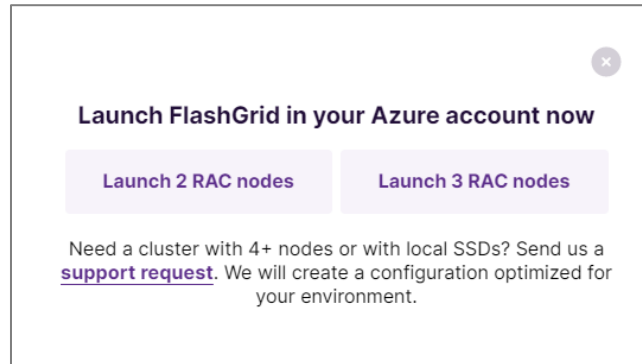 Launch FlashGrid in your Azure account now
Launch 2 RAC nodes
Launch 3 RAC nodes
Need a cluster with 4+ nodes or with local SSDs? Send us a
support request. We will create a configuration optimized for
your environment.